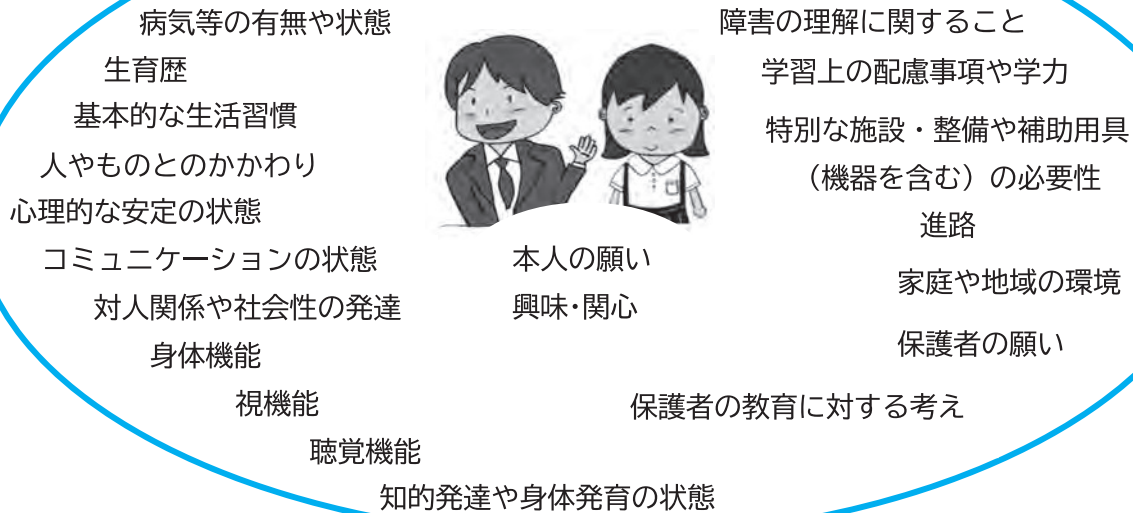 病気等の有無や状態
生育歴
基本的な生活習慣
人やものとのかかわり
心理的な安定の状態
コミュニケーションの状態
対人関係や社会性の発達
身体機能
視機能
聴覚機能
知的発達や身体発育の状態
本人の願い
興味・関心
障害の理解に関すること
学習上の配慮事項や学力
特別な施設・整備や補助用具
（機器を含む）の必要性
進路
家庭や地域の環境
保護者の願い
保護者の教育に対する考え